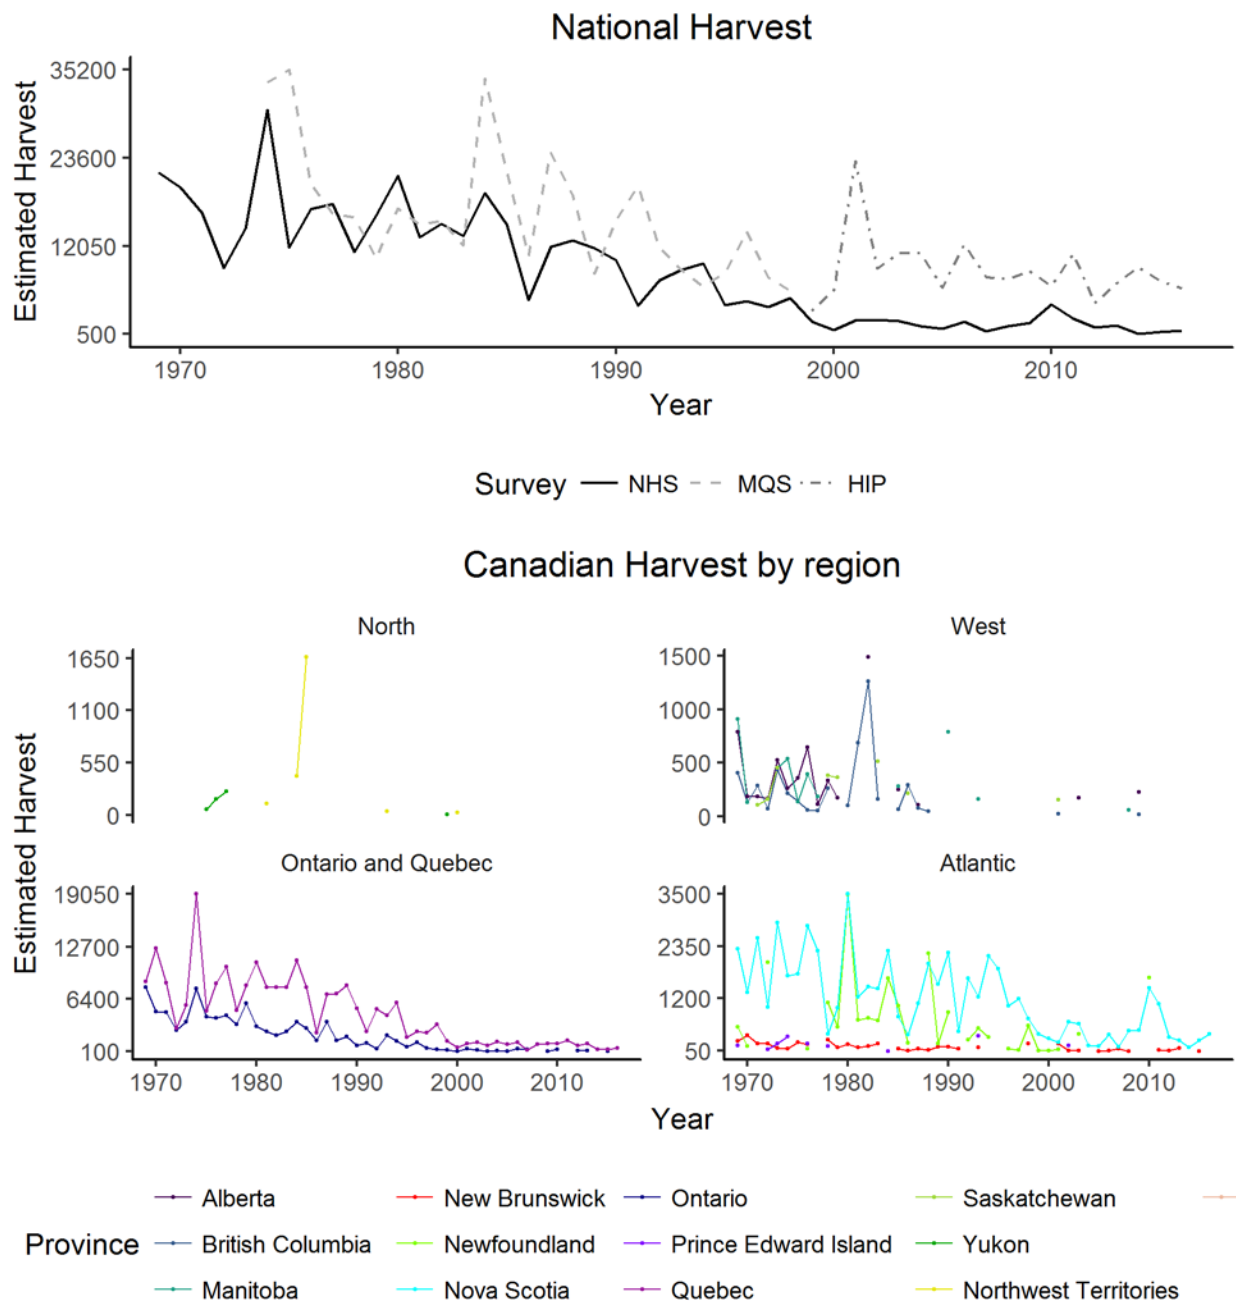 National Harvest
Estimated Harvest
35200
23600
12050
500
1970 1980 1990 2000 2010
Year
Survey NHS MQS HIP
Canadian Harvest by region
Estimated Harvest
North
1650
1100
550
0
West
1500
1000
500
0
Ontario and Quebec
19050
12700
6400
100
1970 1980 1990 2000 2010
Atlantic
3500
2350
1200
50
1970 1980 1990 2000 2010
Year
Province
Alberta New Brunswick Ontario Saskatchewan
British Columbia Newfoundland Prince Edward Island Yukon
Manitoba Nova Scotia Quebec Northwest Territories